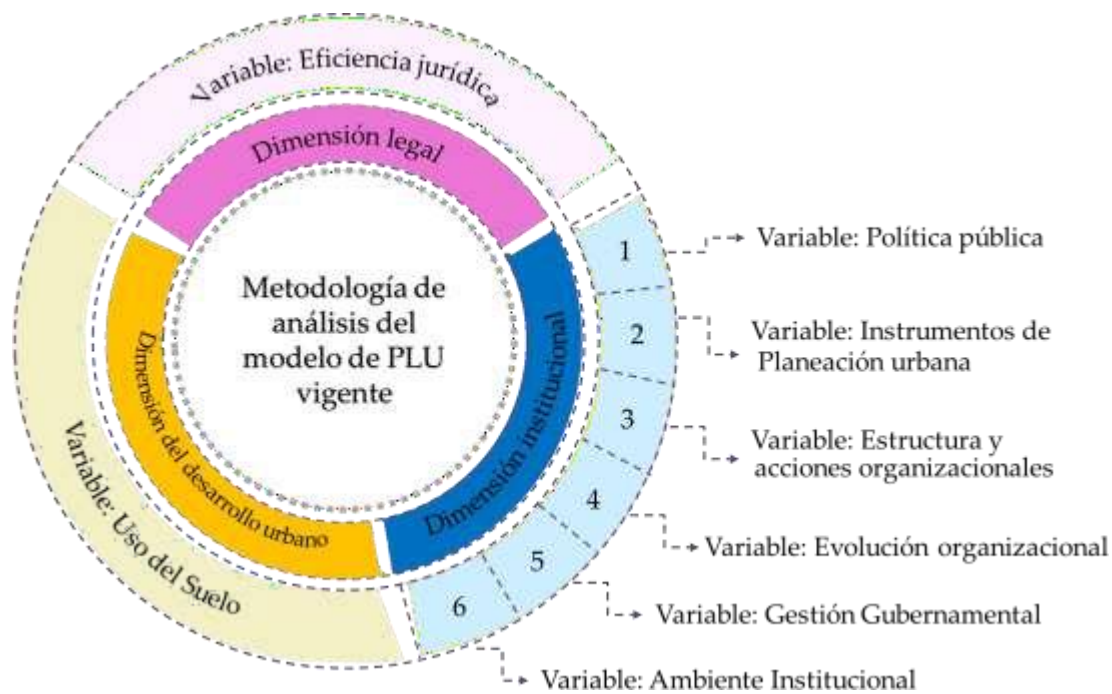 Variable: Eficiencia jurídica
Dimensión legal
Metodología de
análisis del
modelo de PLU
vigente
Dimensión del desarrollo urbano
Variable: Uso del Suelo
Dimensión institucional
1
Variable: Política pública
2
Variable: Instrumentos de
Planeación urbana
3
Variable: Estructura y
acciones organizacionales
4
Variable: Evolución organizacional
5
Variable: Gestión Gubernamental
6
Variable: Ambiente Institucional